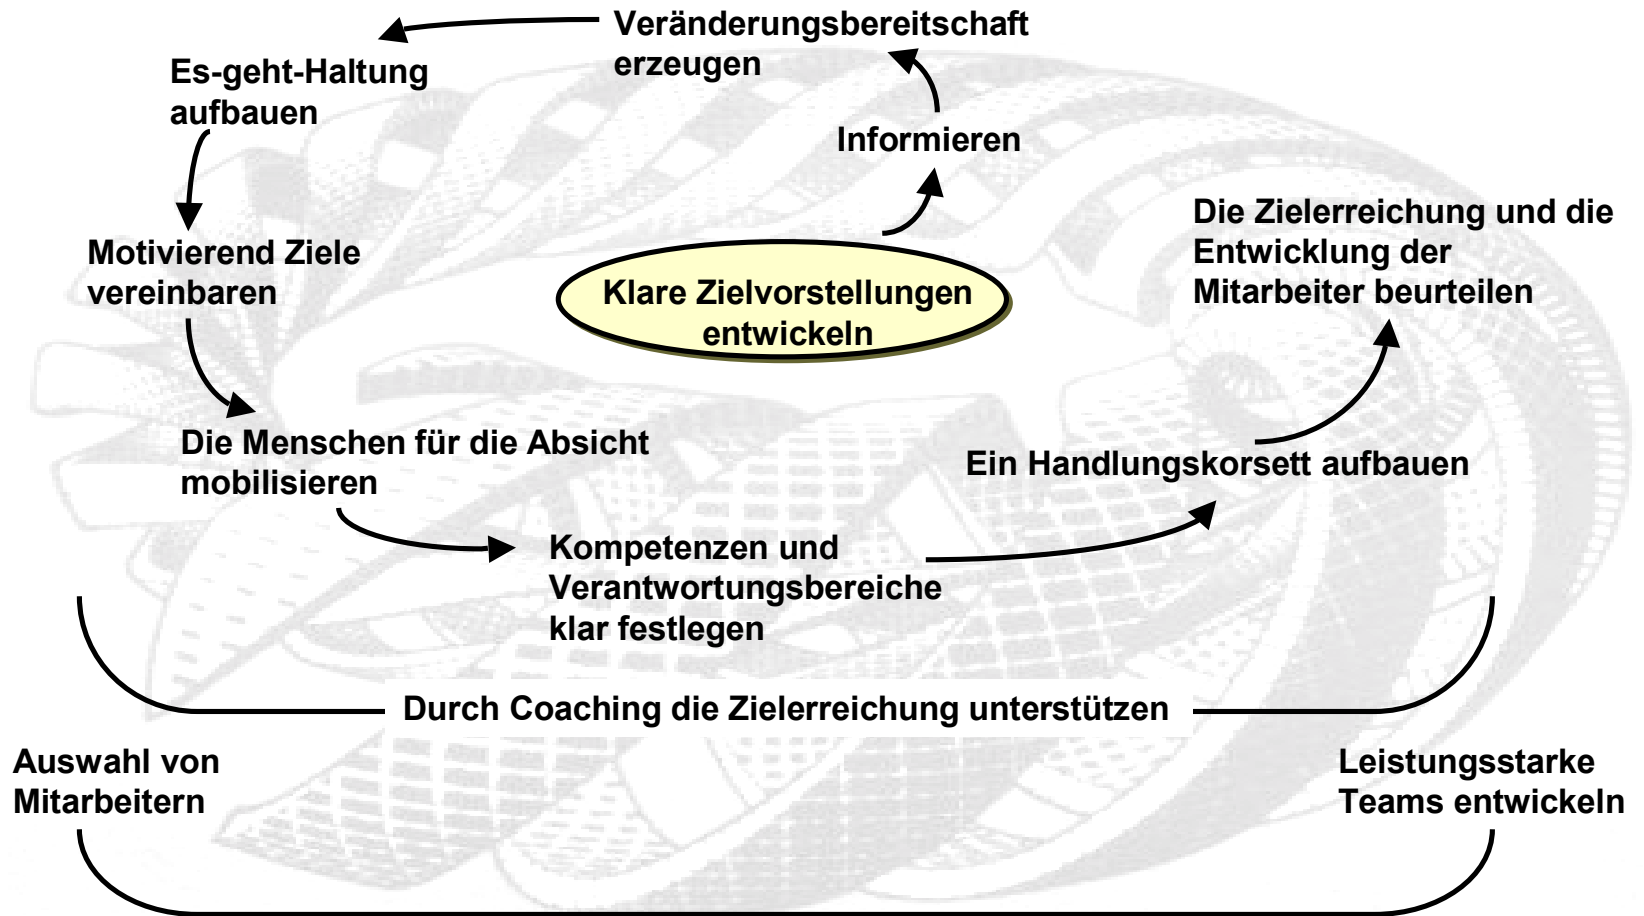 Veränderungsbereitschaft
erzeugen
Es-geht-Haltung
aufbauen
Informieren
Die Zielerreichung und die
Entwicklung der
Mitarbeiter beurteilen
Motivierend Ziele
vereinbaren
Klare Zielvorstellungen
entwickeln
Die Menschen für die Absicht
mobilisieren
Ein Handlungskorsett aufbauen
Kompetenzen und
Verantwortungsbereiche
klar festlegen
Durch Coaching die Zielerreichung unterstützen
Auswahl von
Mitarbeitern
Leistungsstarke
Teams entwickeln